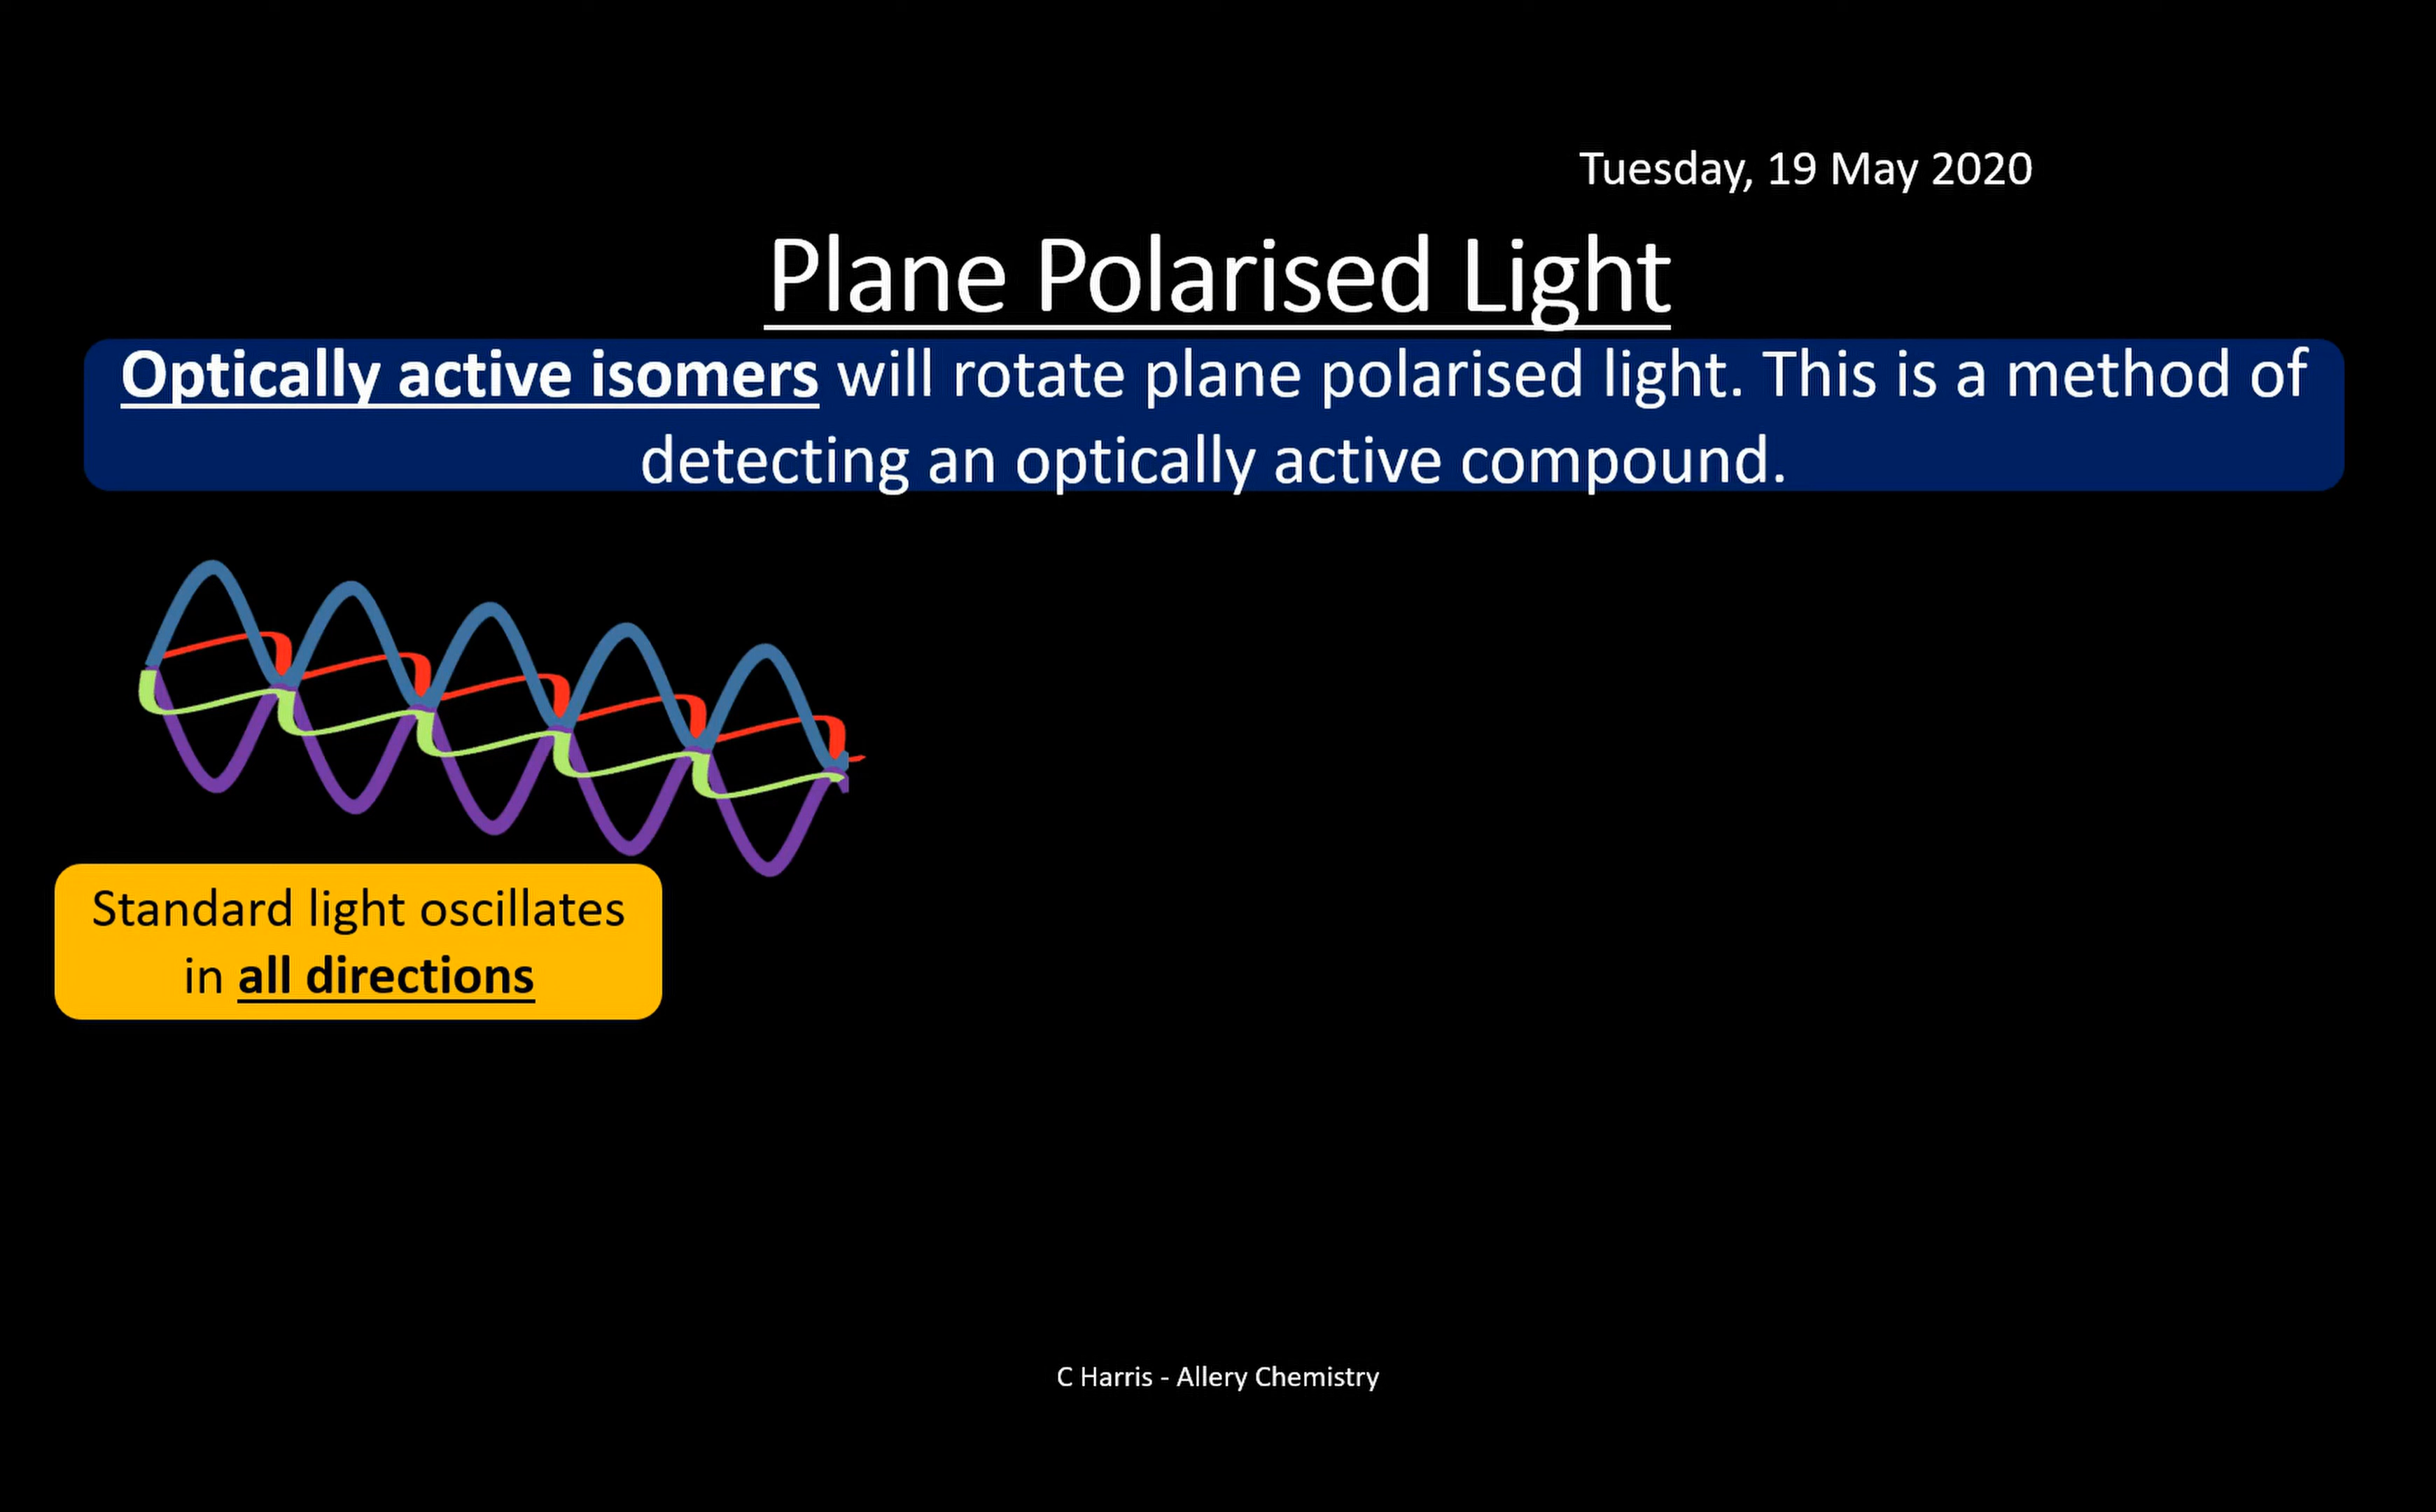 Tuesday, 19 May 2020
Plane Polarised Light
Optically active isomers will rotate plane polarised light. This is a method of
detecting an optically active compound.
Standard light oscillates
in all directions
C Harris - Allery Chemistry